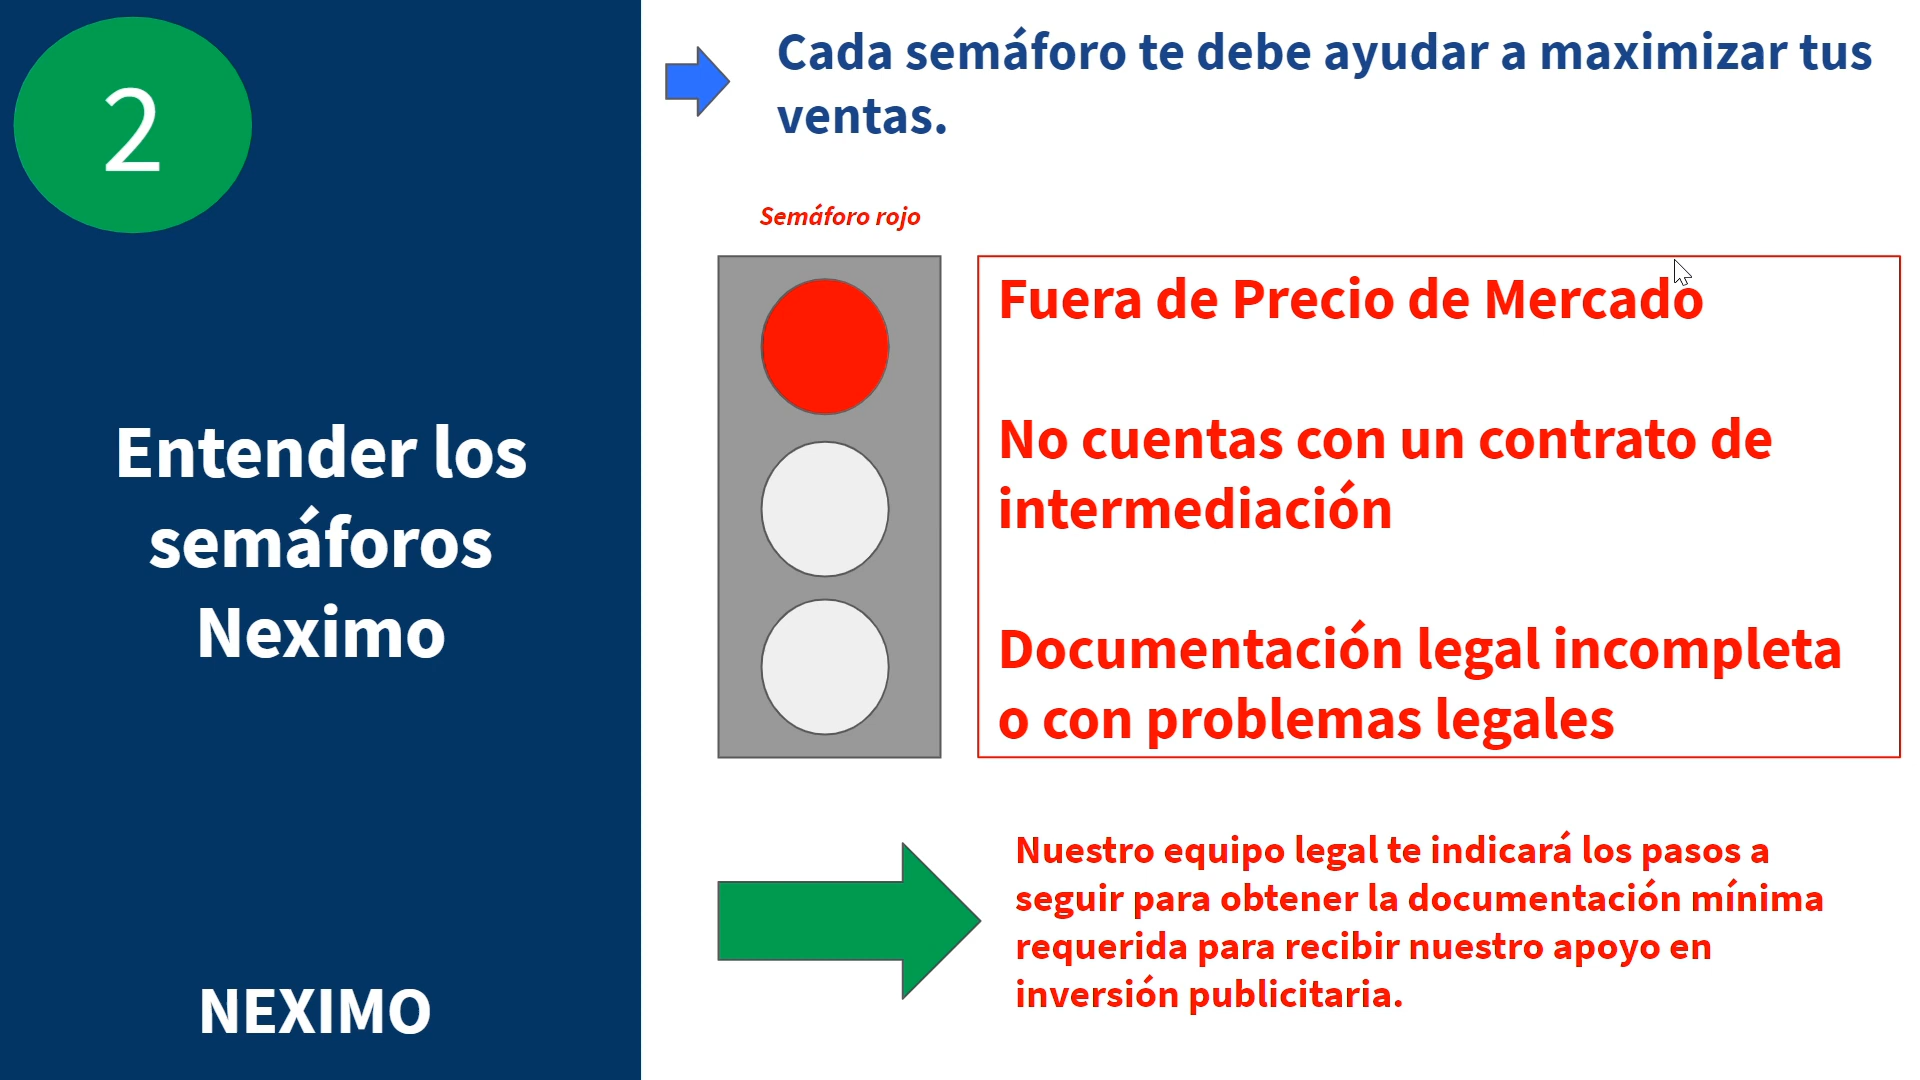 2
Entender los
semáforos
Neximo
NEXIMO
Cada semáforo te debe ayudar a maximizar tus
ventas.
Semáforo rojo
Fuera de Precio de Mercado
No cuentas con un contrato de
intermediación
Documentación legal incompleta
o con problemas legales
Nuestro equipo legal te indicará los pasos a
seguir para obtener la documentación mínima
requerida para recibir nuestro apoyo en
inversión publicitaria.